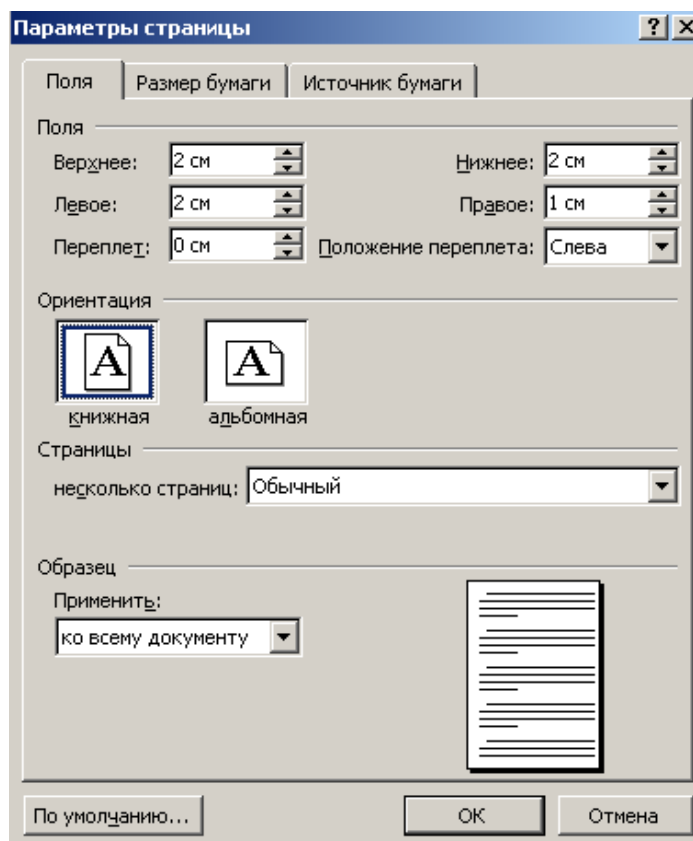 Параметры страницы
Поля Размер бумаги Источник бумаги
Поля
Верхнее: 2 см Нижнее: 2 см
Левое: 2 см Правое: 1 см
Переплет: 0 см Положение переплета: Слева
Ориентация
A A
книжная альбомная
Страницы
несколько страниц: Обычный
Образец
Применить:
ко всему документу
По умолчанию... ОК Отмена